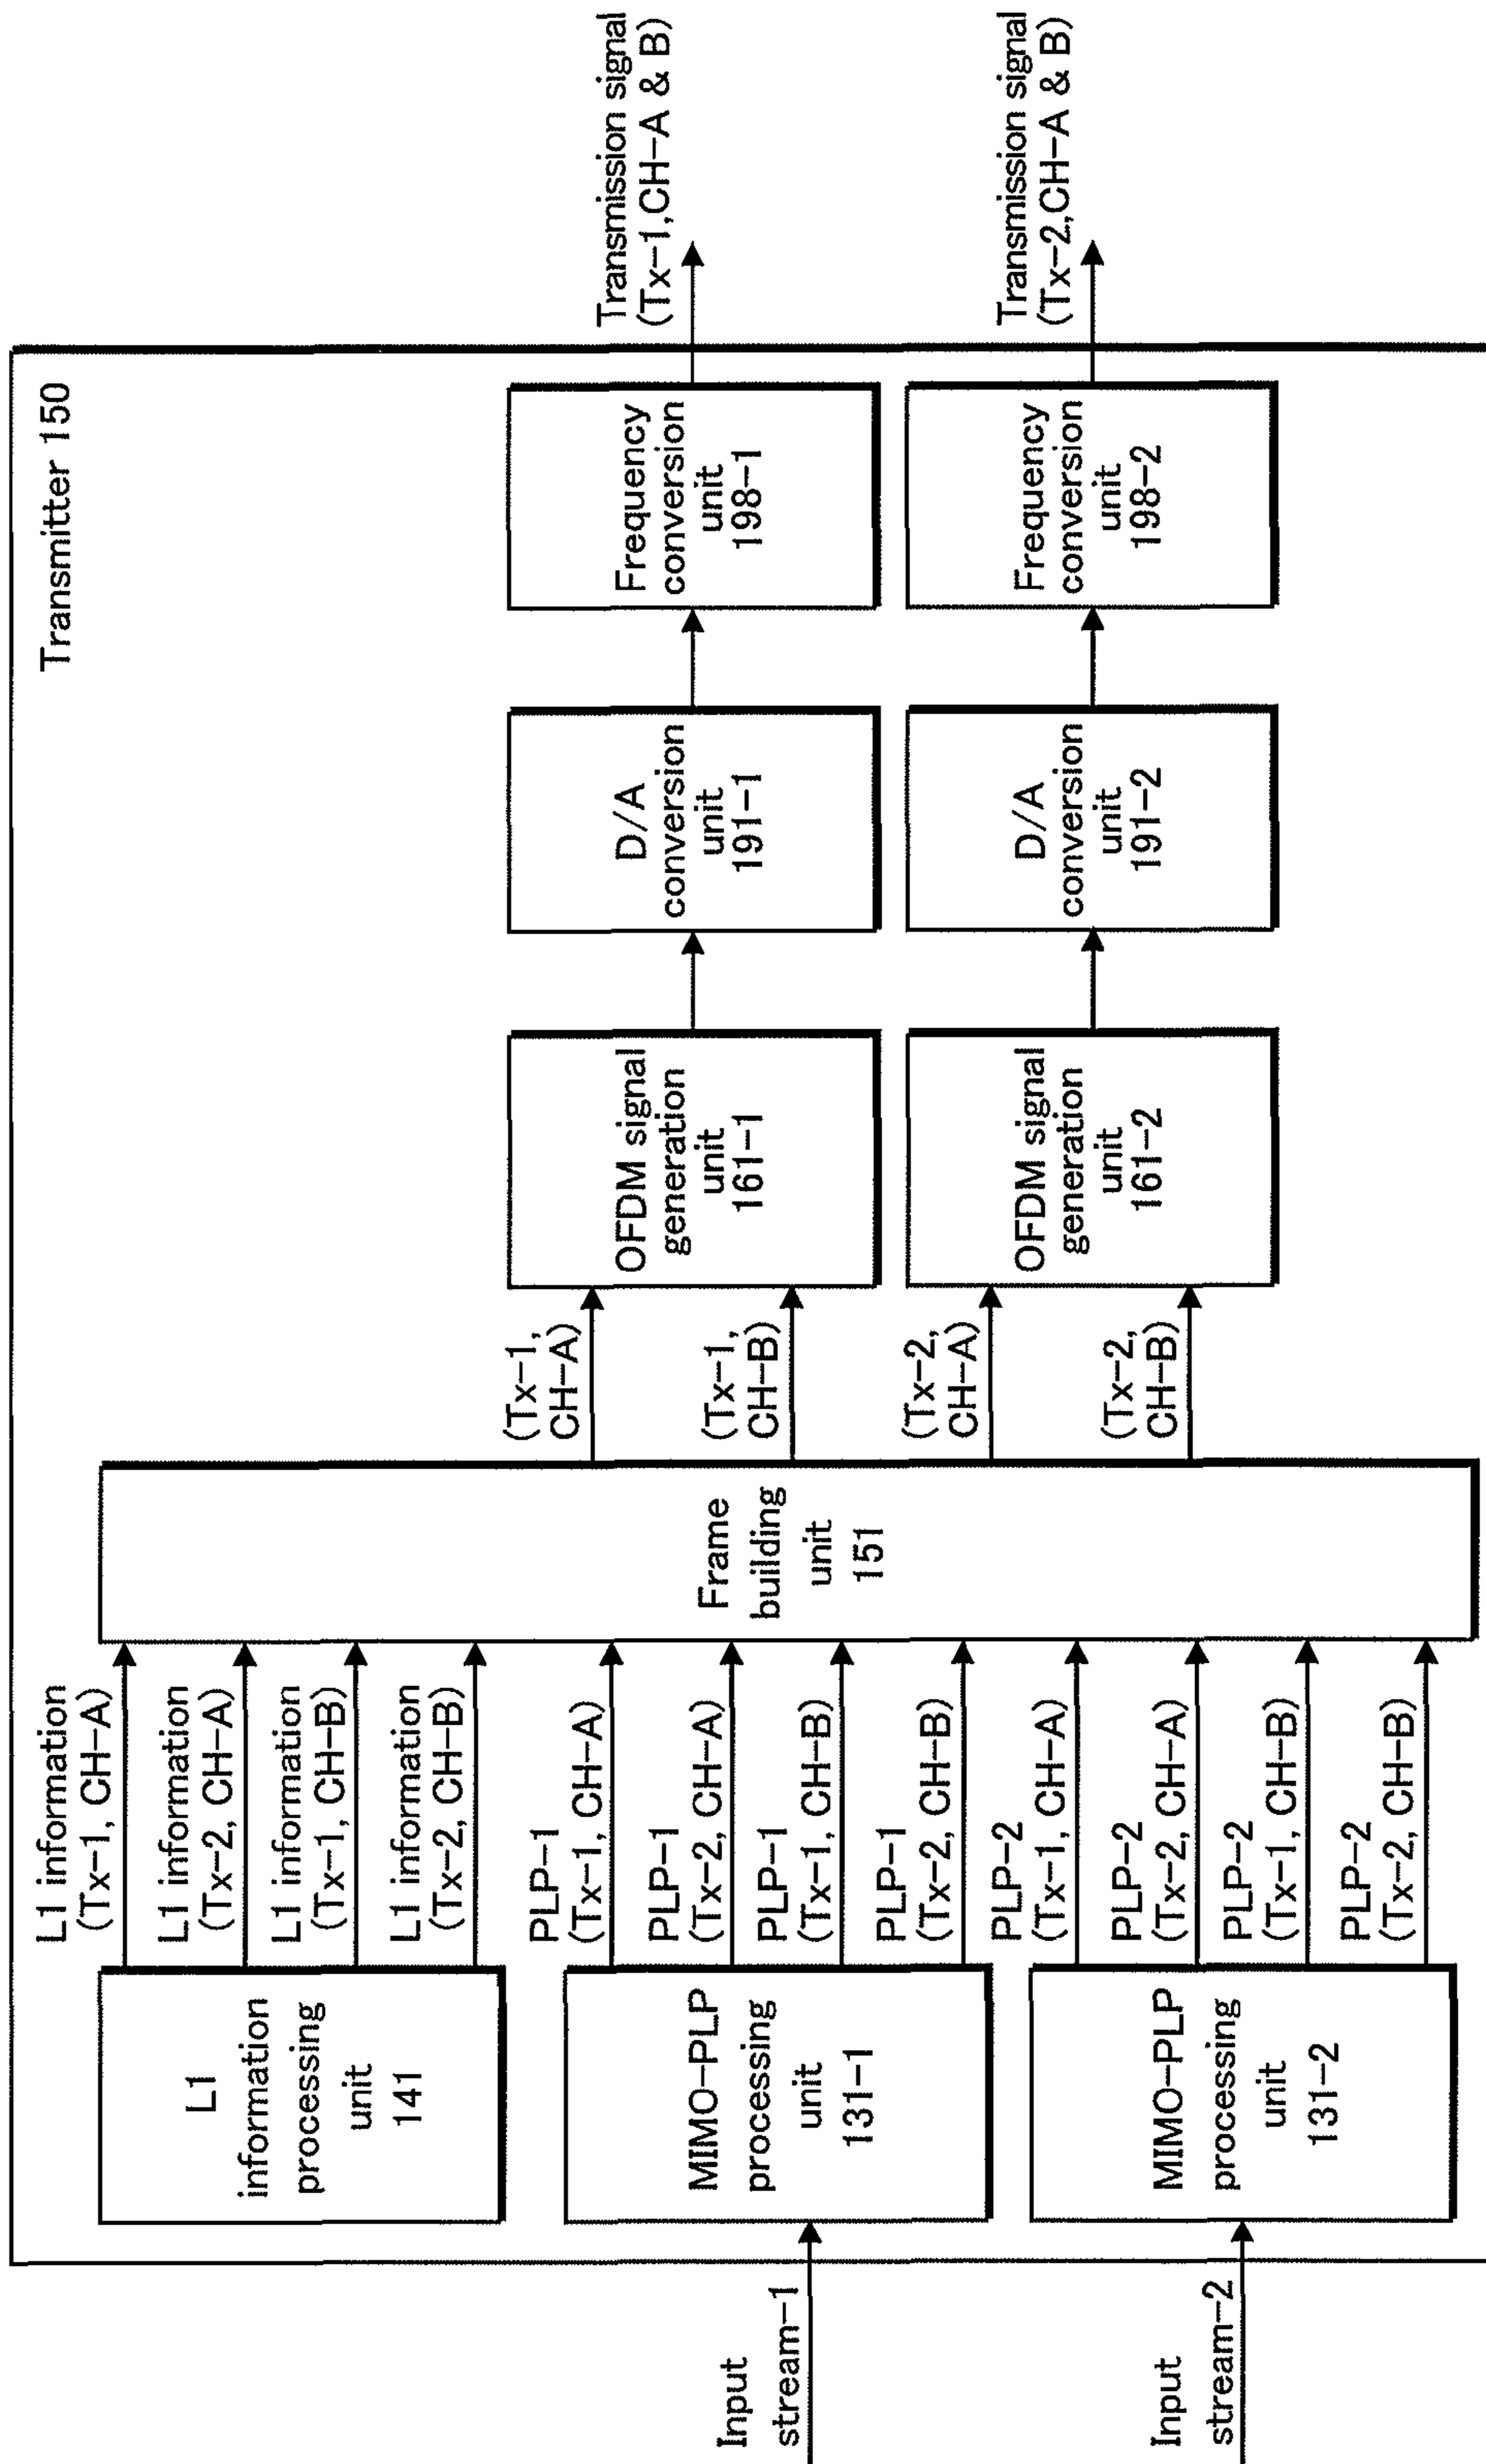 Transmitter 150
Input
stream-1
Input
stream-2
L1
information
processing
unit
141
MIMO-PLP
processing
unit
131-1
MIMO-PLP
processing
unit
131-2
L1 information
(Tx-1, CH-A)
L1 information
(Tx-2, CH-A)
L1 information
(Tx-1, CH-B)
L1 information
(Tx-2, CH-B)
PLP-1
(Tx-1, CH-A)
PLP-1
(Tx-2, CH-A)
PLP-1
(Tx-1, CH-B)
PLP-1
(Tx-2, CH-B)
PLP-2
(Tx-1, CH-A)
PLP-2
(Tx-2, CH-A)
PLP-2
(Tx-1, CH-B)
PLP-2
(Tx-2, CH-B)
Frame
building
unit
151
(Tx-1,
CH-A)
(Tx-1,
CH-B)
(Tx-2,
CH-A)
(Tx-2,
CH-B)
OFDM signal
generation
unit
161-1
OFDM signal
generation
unit
161-2
D/A
conversion
unit
191-1
D/A
conversion
unit
191-2
Frequency
conversion
unit
198-1
Frequency
conversion
unit
198-2
Transmission signal
(Tx-1,CH-A & B)
Transmission signal
(Tx-2,CH-A & B)